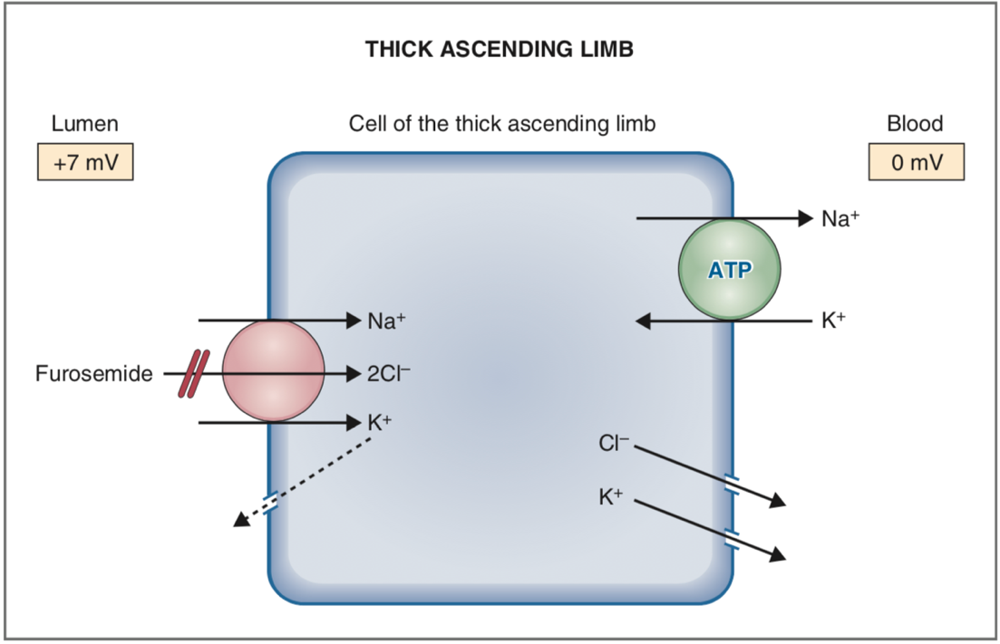 THICK ASCENDING LIMB
Lumen
Cell of the thick ascending limb
Blood
+7 mV
0 mV
Na⁺
ATP
K⁺
Na⁺
Furosemide
2Cl⁻
K⁺
Cl⁻
K⁺